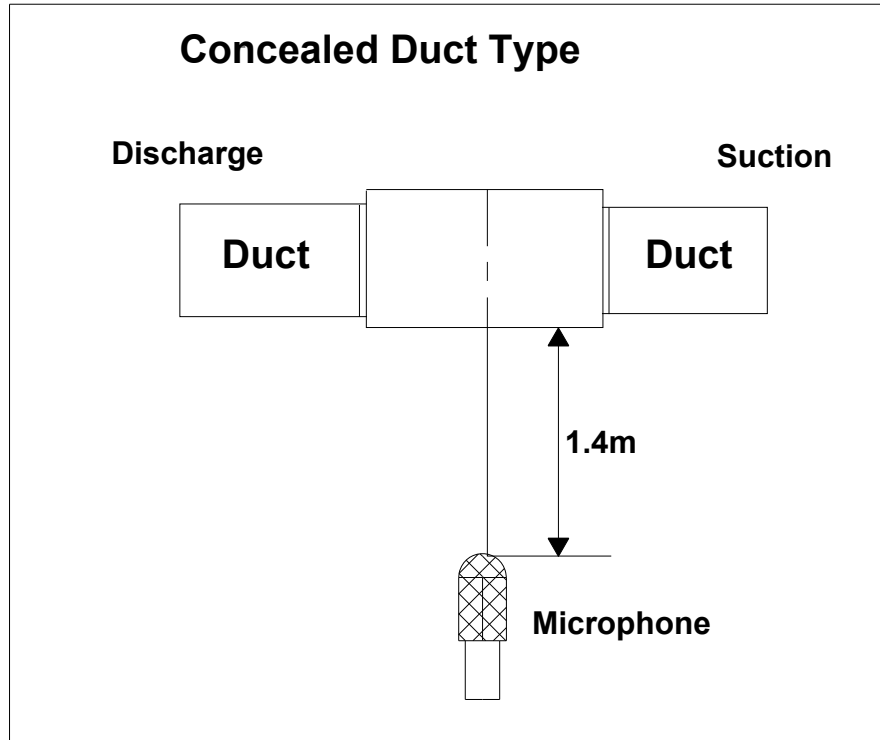 Concealed Duct Type
Discharge
Suction
Duct
Duct
1.4m
Microphone